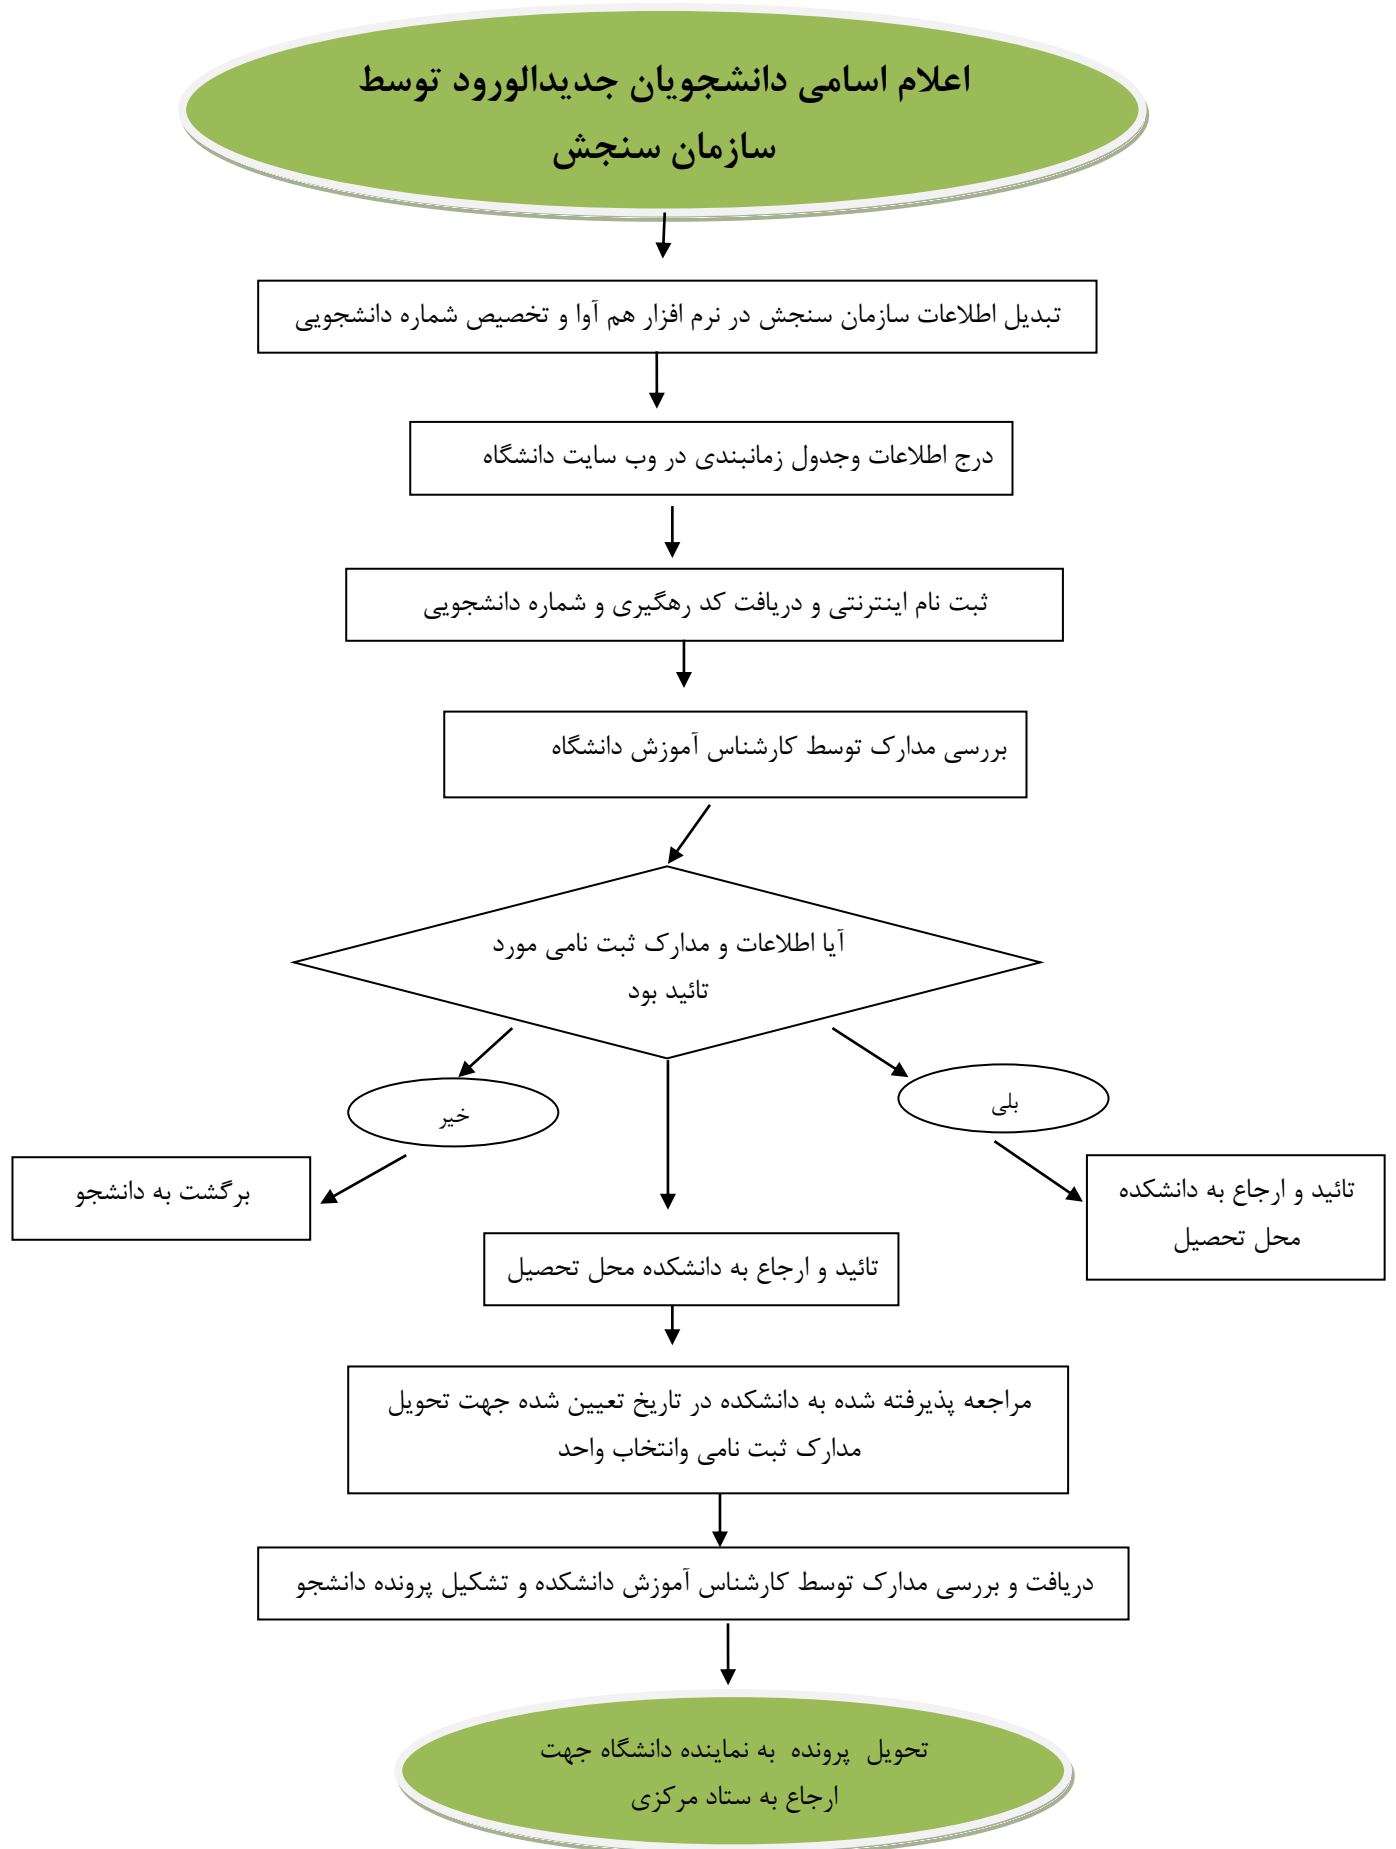 اعلام اسامی دانشجویان جدیدالورود توسط
سازمان سنجش
تبدیل اطلاعات سازمان سنجش در نرم افزار هم آوا و تخصیص شماره دانشجویی
درج اطلاعات وجدول زمانبندی در وب سایت دانشگاه
ثبت نام اینترنتی و دریافت کد رهگیری و شماره دانشجویی
بررسی مدارک توسط کارشناس آموزش دانشگاه
آیا اطلاعات و مدارک ثبت نامی مورد
تائید بود
بلی
خیر
تائید و ارجاع به دانشکده
محل تحصیل
برگشت به دانشجو
تائید و ارجاع به دانشکده محل تحصیل
مراجعه پذیرفته شده به دانشکده در تاریخ تعیین شده جهت تحویل
مدارک ثبت نامی وانتخاب واحد
دریافت و بررسی مدارک توسط کارشناس آموزش دانشکده و تشکیل پرونده دانشجو
تحویل پرونده به نماینده دانشگاه جهت
ارجاع به ستاد مرکزی